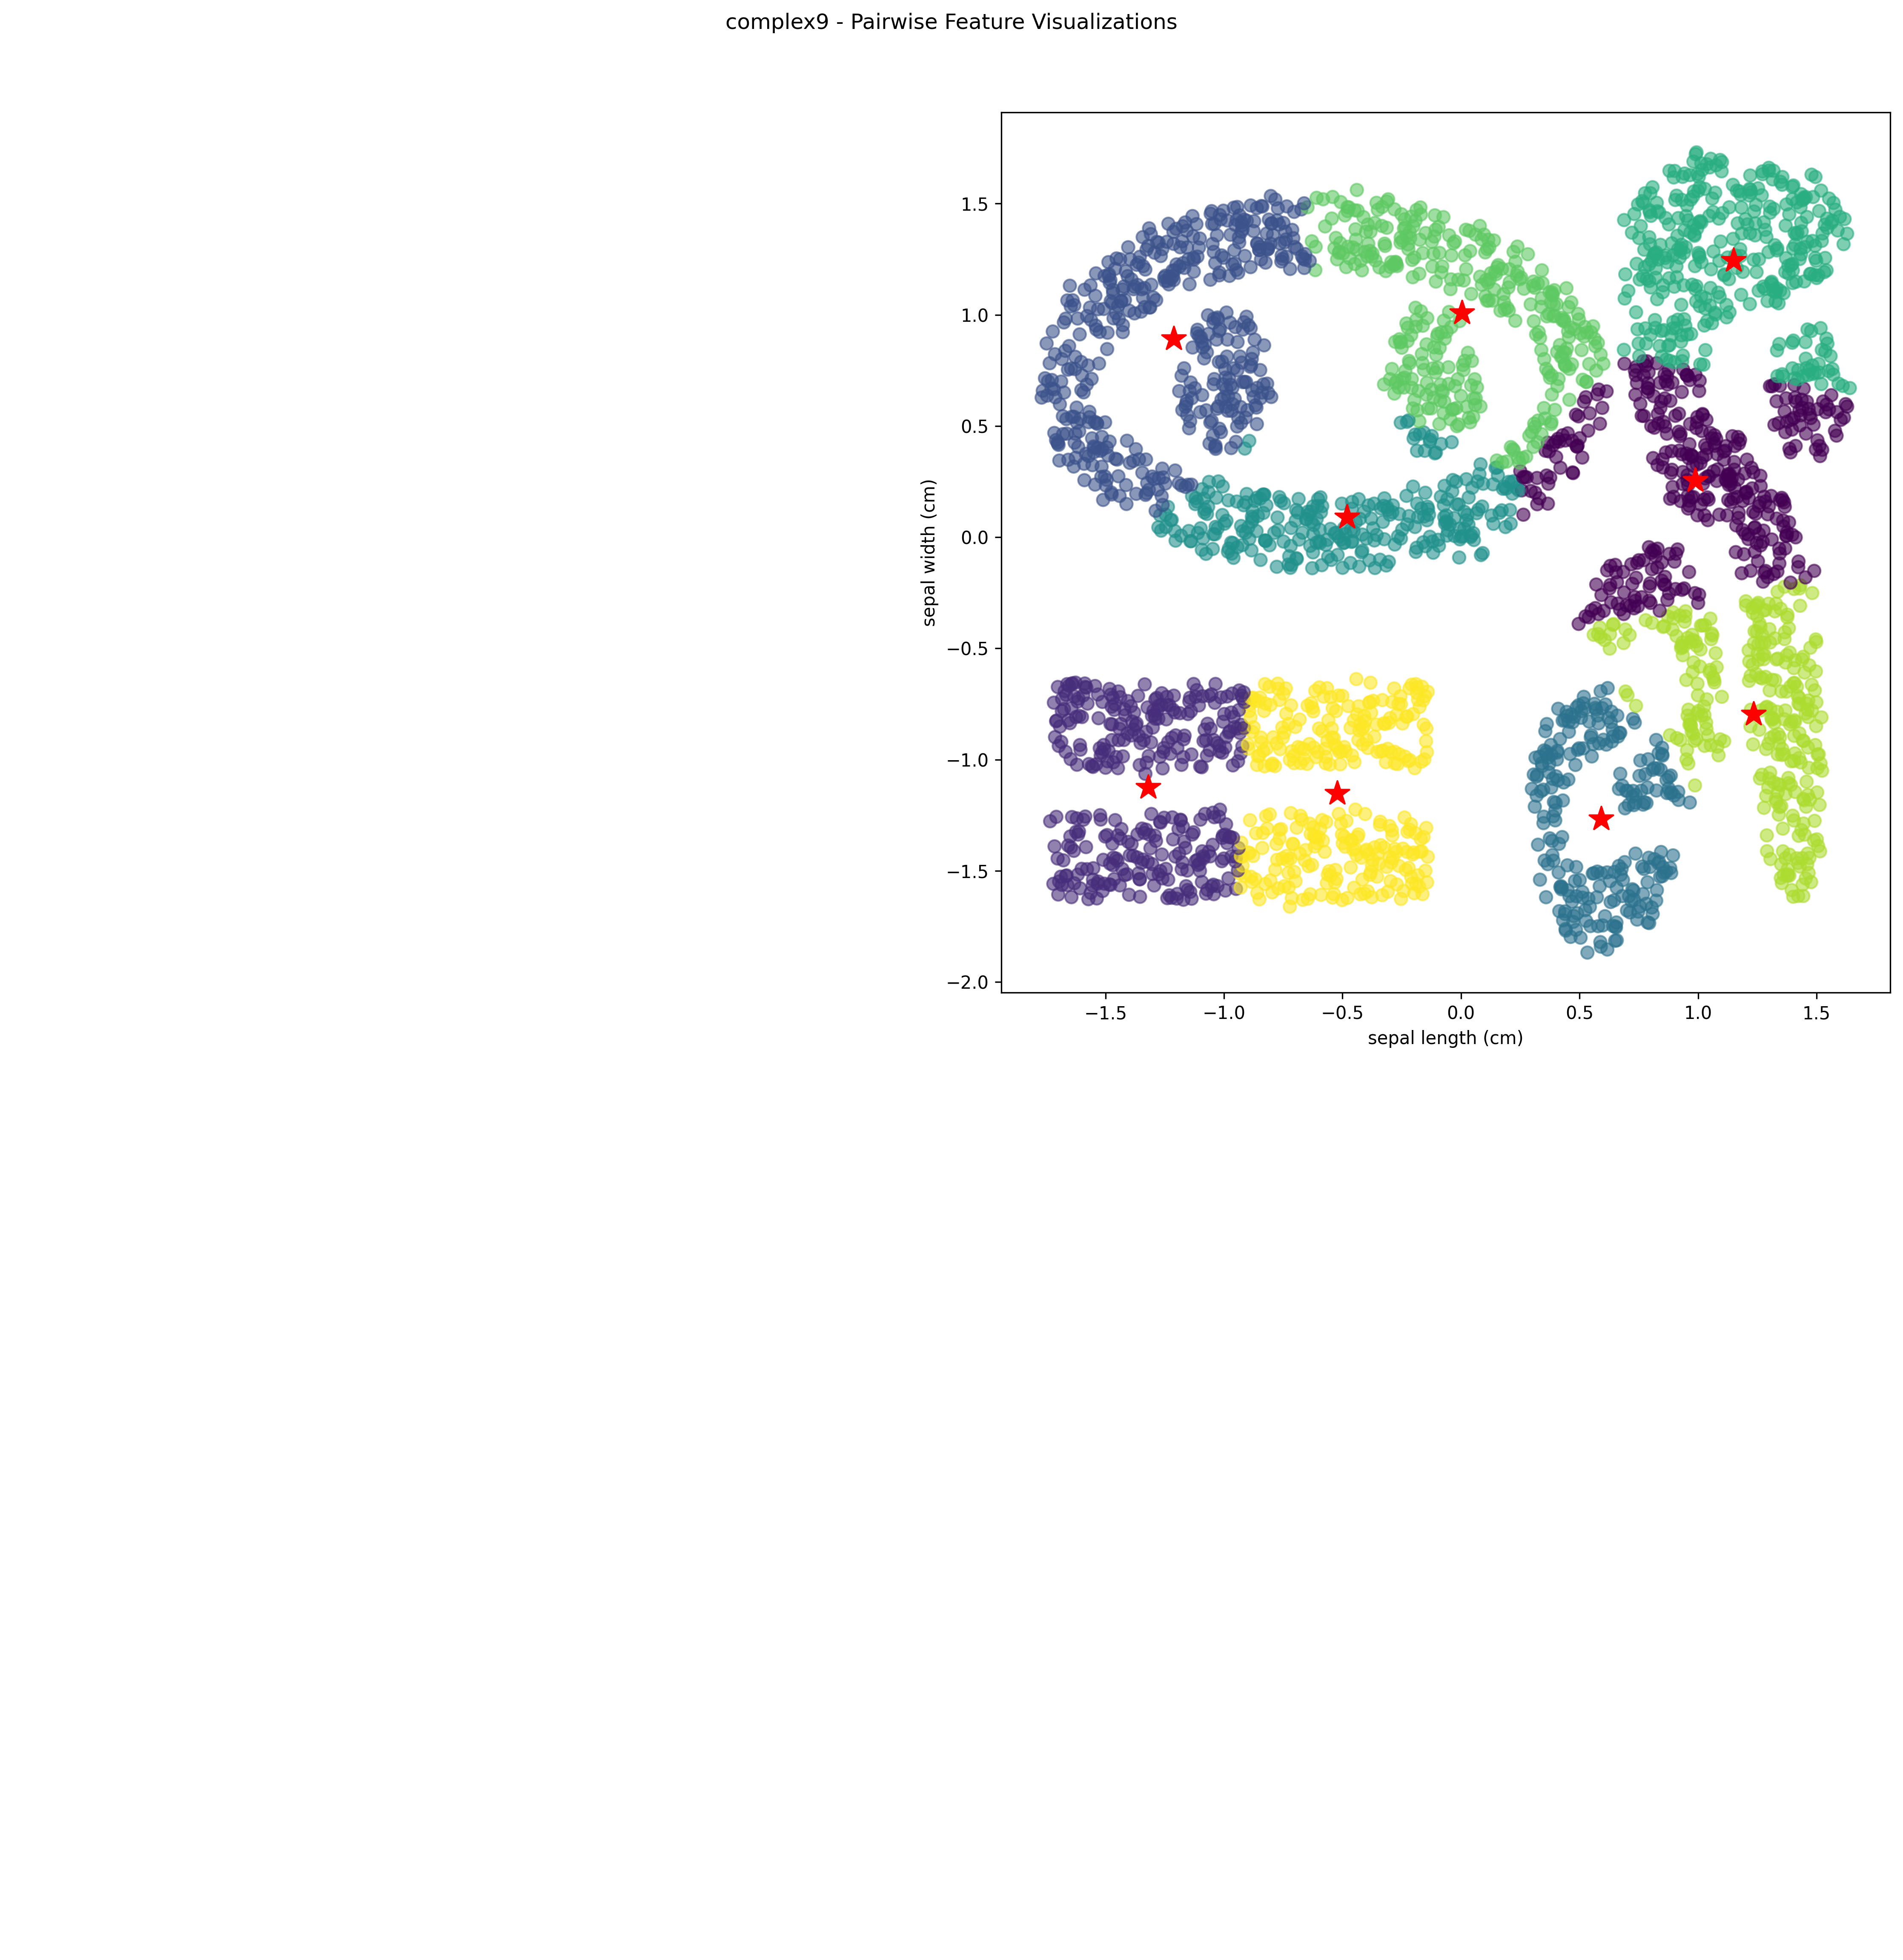 complex9 - Pairwise Feature Visualizations
1.5
1.0
0.5
0.0
−0.5
−1.0
−1.5
−2.0
sepal width (cm)
−1.5 −1.0 −0.5 0.0 0.5 1.0 1.5
sepal length (cm)